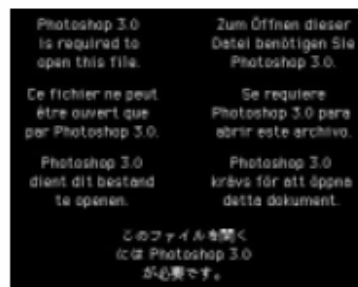 Photoshop 3.0
is required to
open this file.
Zum Öffnen dieser
Datei benötigen Sie
Photoshop 3.0.
Ce fichier ne peut
être ouvert que
par Photoshop 3.0.
Se requiere
Photoshop 3.0 para
abrir este archivo.
Photoshop 3.0
dient dit bestand
te openen.
Photoshop 3.0
krävs för att öppna
detta dokument.
このファイルを開く
には Photoshop 3.0
が必要です。